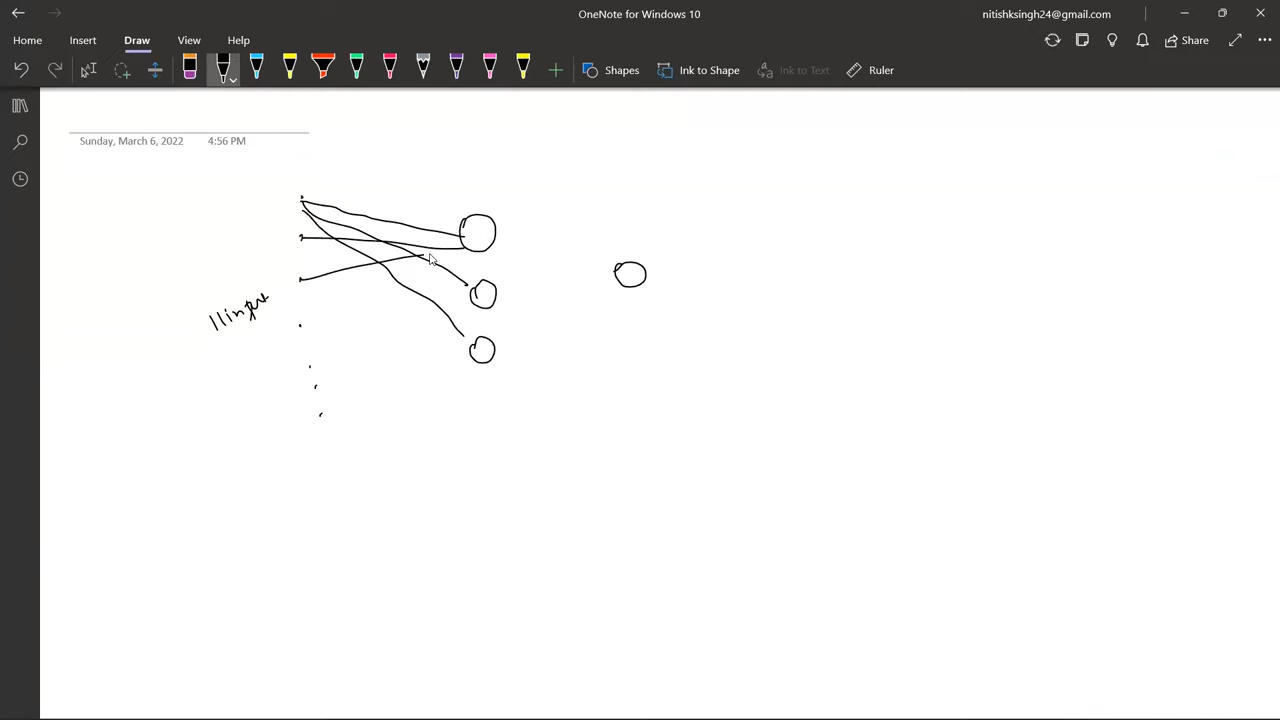 OneNote for Windows 10
nitishksingh24@gmail.com
Home Insert Draw View Help
Share
Shapes Ink to Shape Ink to Text Ruler
Sunday, March 6, 2022 4:56 PM
11 input